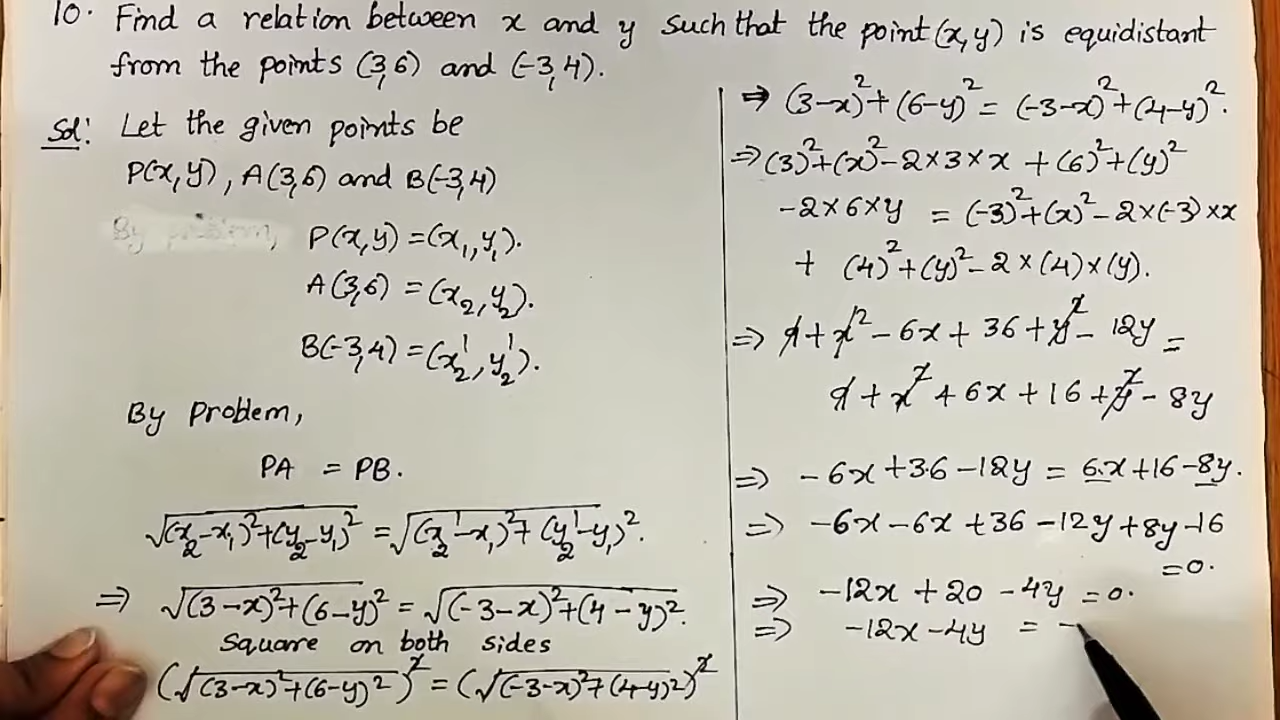 10. Find a relation between x and y such that the point (x, y) is equidistant
from the points (3,6) and (-3,4).
Sol: Let the given points be
P(x, y), A(3,6) and B(-3,4)
By problem, P(x, y) = (x₁, y₁).
A(3,6) = (x₂, y₂).
B(-3,4) = (x₂', y₂').
By Problem,
PA = PB.
√(x₂-x₁)²+(y₂-y₁)² = √(x₂'-x₁)²+(y₂'-y₁)².
⇒ √(3-x)²+(6-y)² = √(-3-x)²+(4-y)².
Square on both sides
(√(3-x)²+(6-y)²)² = (√(-3-x)²+(4-y)²)²
⇒ (3-x)²+(6-y)² = (-3-x)²+(4-y)².
⇒ (3)²+(x)²-2×3×x + (6)²+(y)²
-2×6×y = (-3)²+(x)²-2×(-3)×x
+ (4)²+(y)²-2×(4)×(y).
⇒ 9+x²-6x+36+y²-12y =
9+x²+6x+16+y²-8y
⇒ -6x+36-12y = 6x+16-8y.
⇒ -6x-6x+36-12y+8y-16
=0.
⇒ -12x+20-4y=0.
⇒ -12x-4y = -